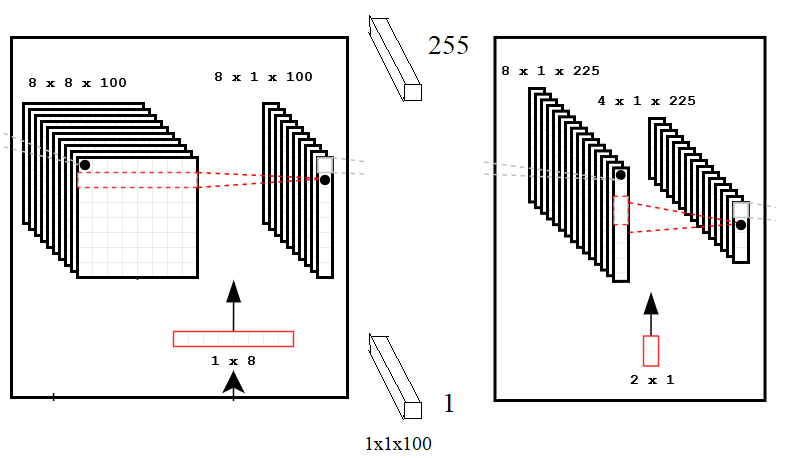 8 x 8 x 100
8 x 1 x 100
1 x 8
255
1
1x1x100
8 x 1 x 225
4 x 1 x 225
2 x 1